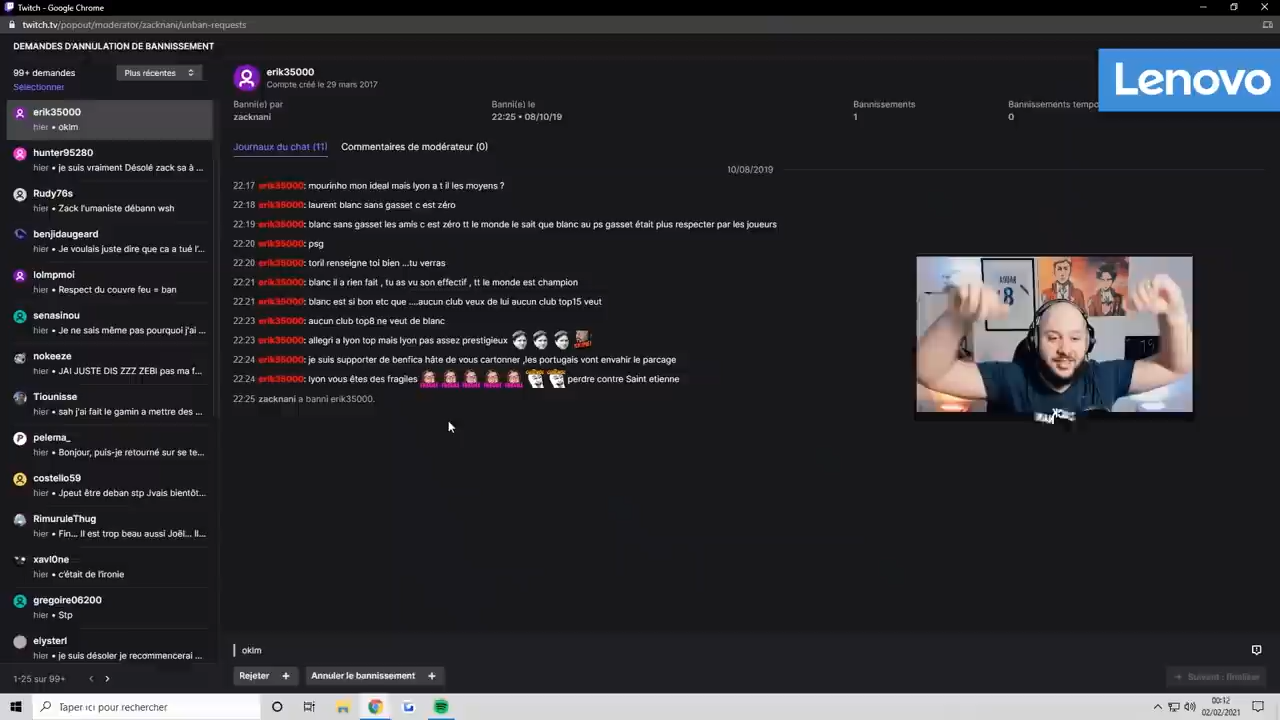 Twitch - Google Chrome
twitch.tv/popout/moderator/zacknani/unban-requests
DEMANDES D'ANNULATION DE BANNISSEMENT
99+ demandes
Plus récentes
Sélectionner
erik35000
hier • oklm
hunter95280
hier • je suis vraiment Désolé zack sa à ...
Rudy76s
hier • Zack l'umaniste débann wsh
benjidaugeard
hier • Je voulais juste dire que ca a tué l'...
lolmpmoi
hier • Respect du couvre feu = ban
senasinou
hier • Je ne sais même pas pourquoi j'ai ...
nokeeze
hier • JAI JUSTE DIS ZZZ ZEBI pas ma f...
Tiounisse
hier • sah j'ai fait le gamin a mettre des ...
pelema_
hier • Bonjour, puis-je retourné sur se te...
costello59
hier • Jpeut être deban stp Jvais bientôt...
RimuruleThug
hier • Fin... Il est trop beau aussi Joël... Il...
xavl0ne
hier • c'était de l'ironie
gregoire06200
hier • Stp
elysterl
hier • je suis désoler je recommencerai ...
1-25 sur 99+
erik35000
Compte créé le 29 mars 2017
Lenovo
Banni(e) par
zacknani
Banni(e) le
22:25 • 08/10/19
Bannissements
1
Bannissements tempo
0
Journaux du chat (11)
Commentaires de modérateur (0)
10/08/2019
22:17 erik35000: mourinho mon ideal mais lyon a t il les moyens ?
22:18 erik35000: laurent blanc sans gasset c est zéro
22:19 erik35000: blanc sans gasset les amis c est zéro tt le monde le sait que blanc au ps gasset était plus respecter par les joueurs
22:20 erik35000: psg
22:20 erik35000: toril renseigne toi bien ...tu verras
22:21 erik35000: blanc il a rien fait , tu as vu son effectif , tt le monde est champion
22:21 erik35000: blanc est si bon etc que ....aucun club veux de lui aucun club top15 veut
22:23 erik35000: aucun club top8 ne veut de blanc
22:23 erik35000: allegri a lyon top mais lyon pas assez prestigieux
22:24 erik35000: je suis supporter de benfica hâte de vous cartonner ,les portugais vont envahir le parcage
22:24 erik35000: lyon vous êtes des fragiles perdre contre Saint etienne
22:25 zacknani a banni erik35000.
18
oklm
Rejeter +
Annuler le bannissement +
Suivant : finaliser
Taper ici pour rechercher
00:12
02/02/2021